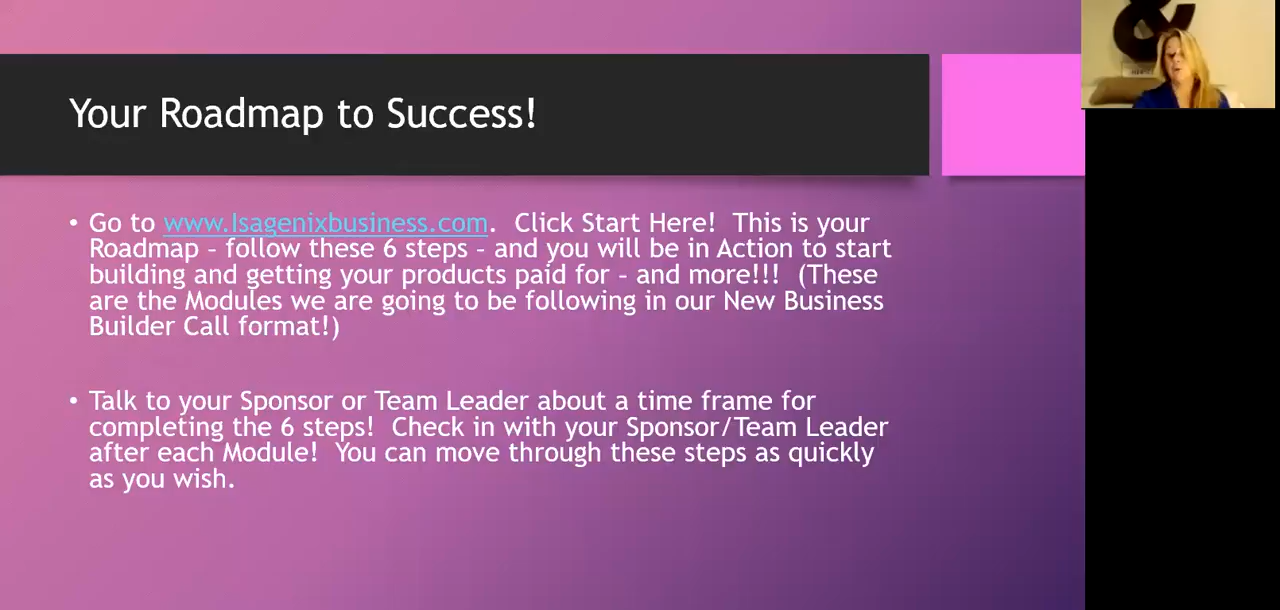 Your Roadmap to Success!
• Go to www.Isagenixbusiness.com.  Click Start Here!  This is your
Roadmap – follow these 6 steps – and you will be in Action to start
building and getting your products paid for – and more!!!  (These
are the Modules we are going to be following in our New Business
Builder Call format!)
• Talk to your Sponsor or Team Leader about a time frame for
completing the 6 steps!  Check in with your Sponsor/Team Leader
after each Module!  You can move through these steps as quickly
as you wish.
&